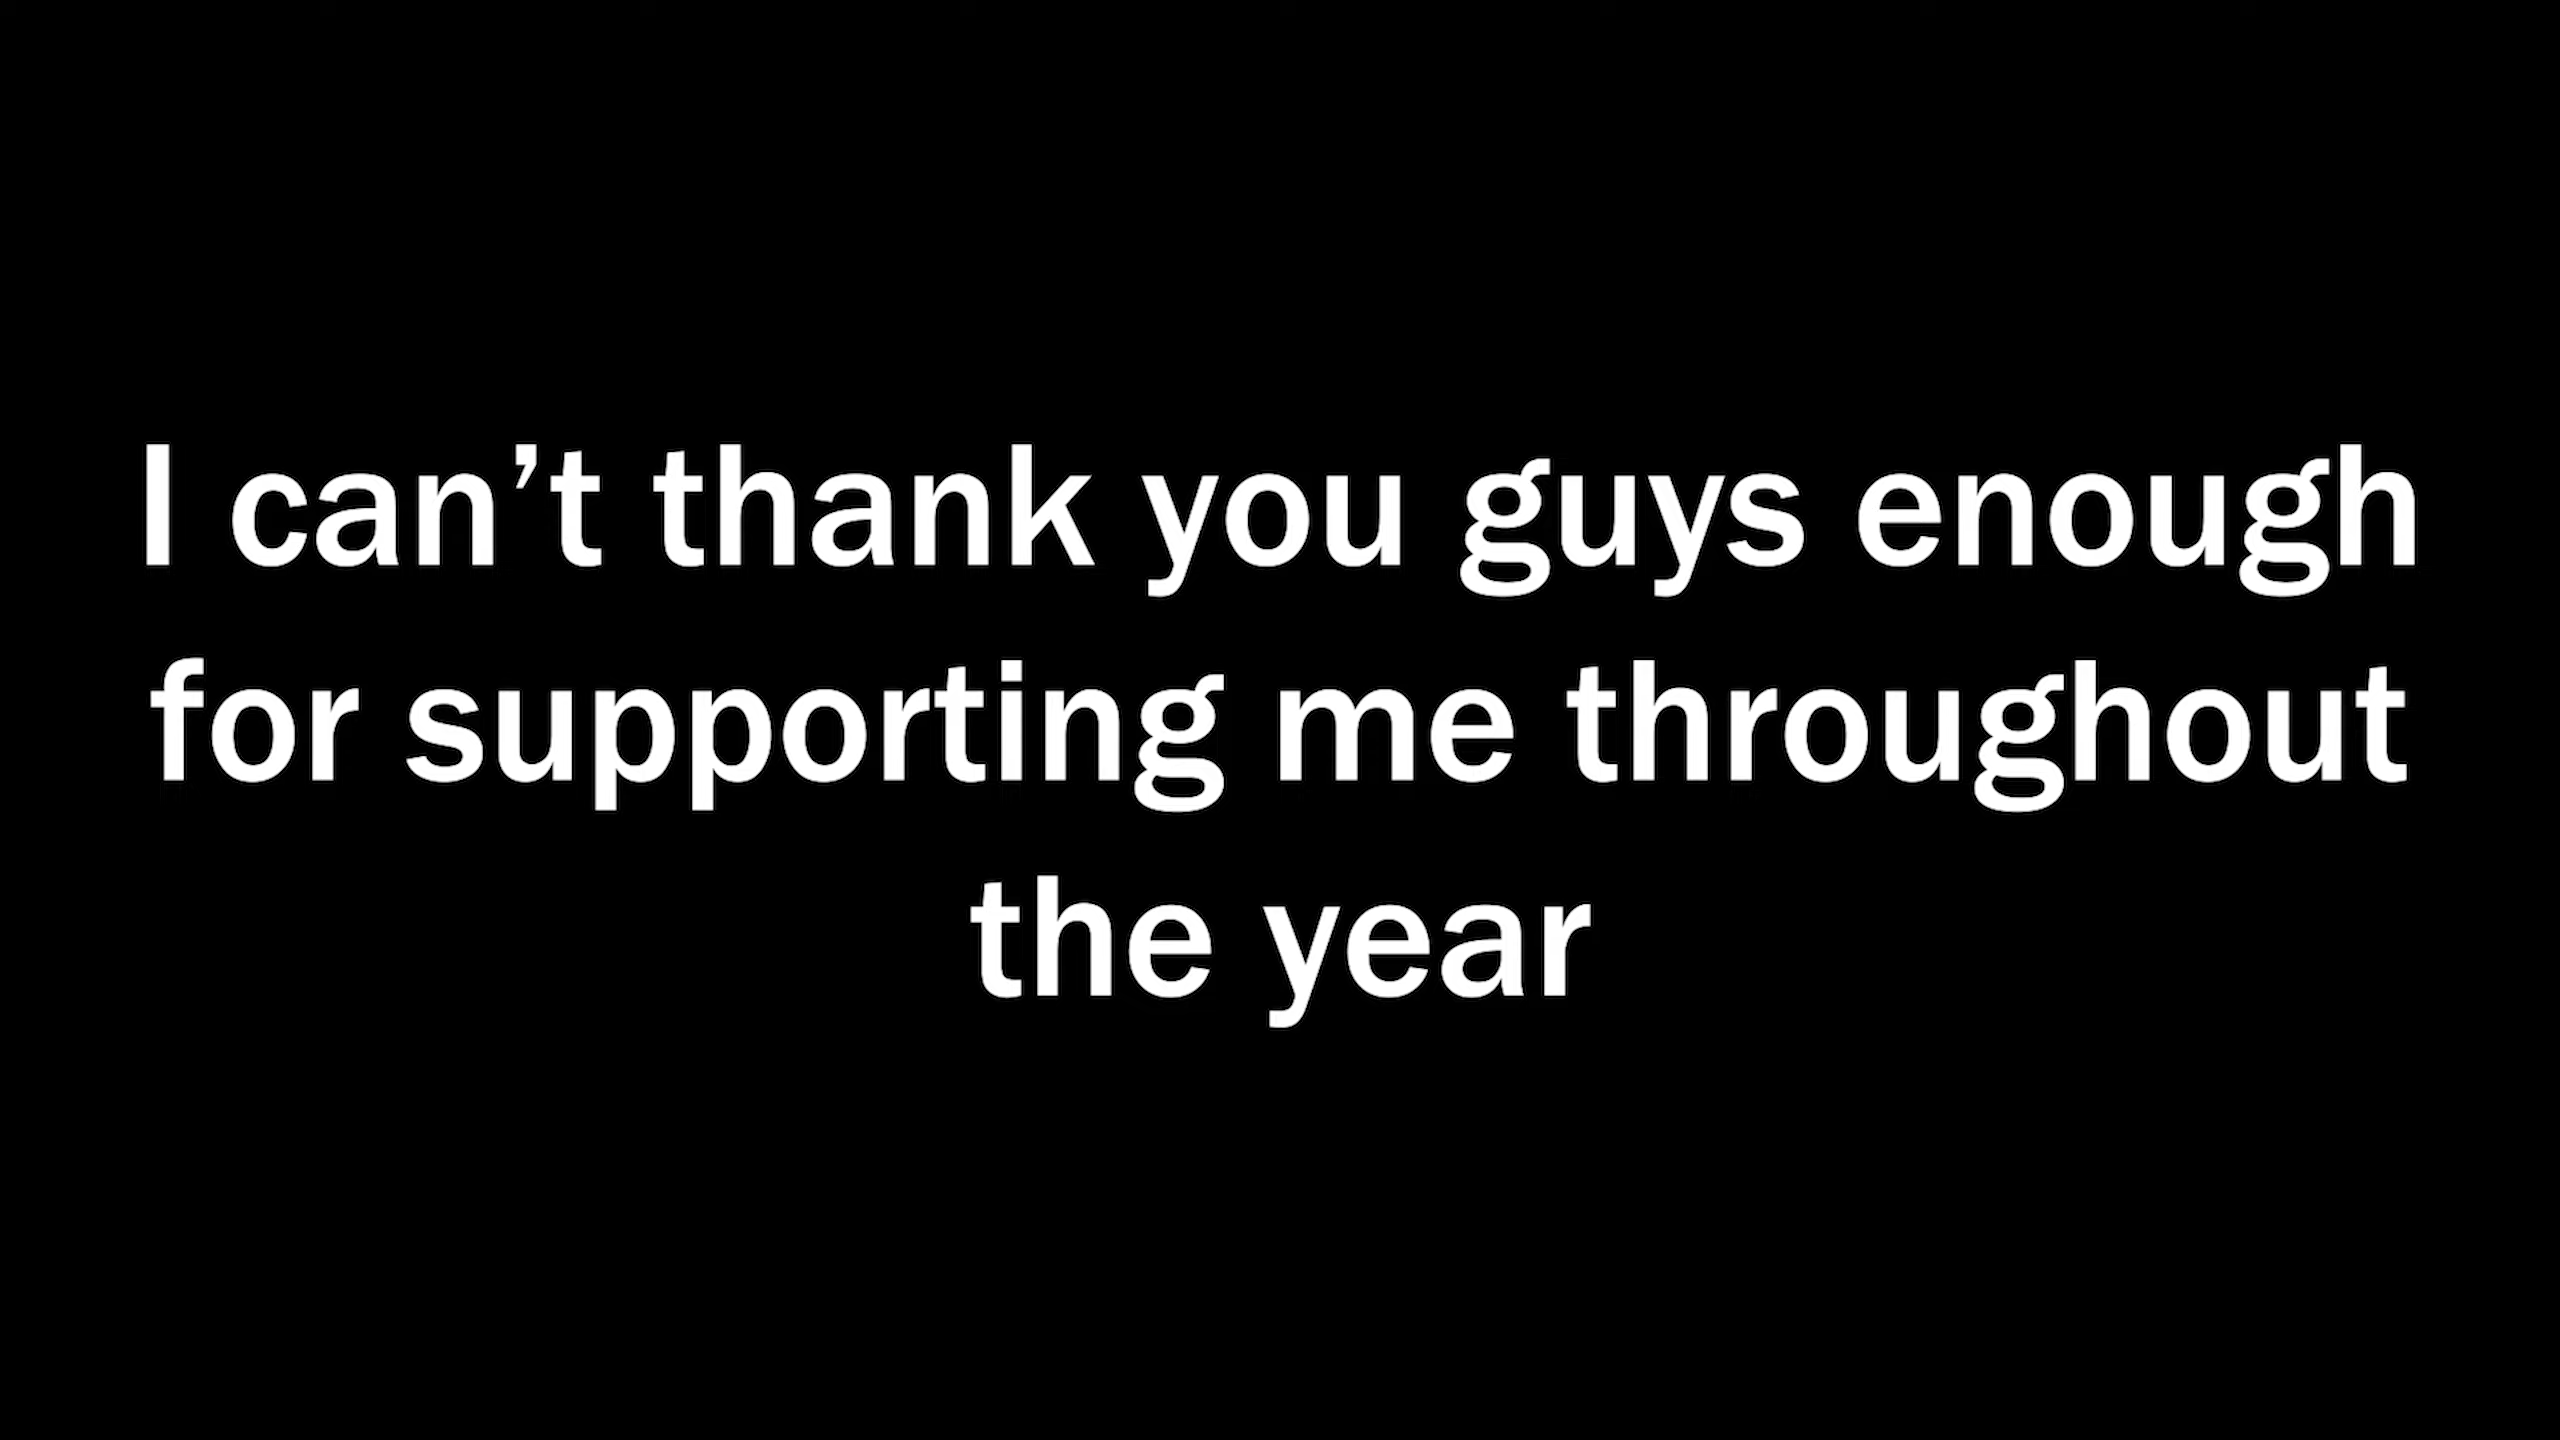 I can’t thank you guys enough
for supporting me throughout
the year